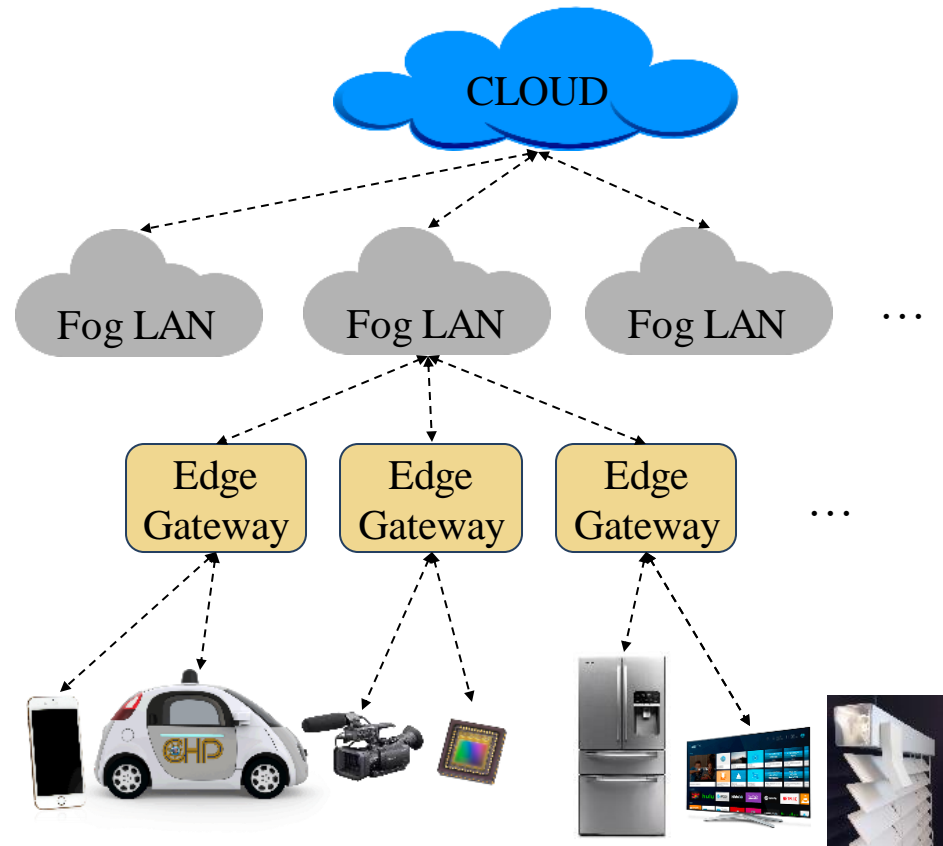 CLOUD
Fog LAN
Fog LAN
Fog LAN
...
Edge
Gateway
Edge
Gateway
Edge
Gateway
...
CHP